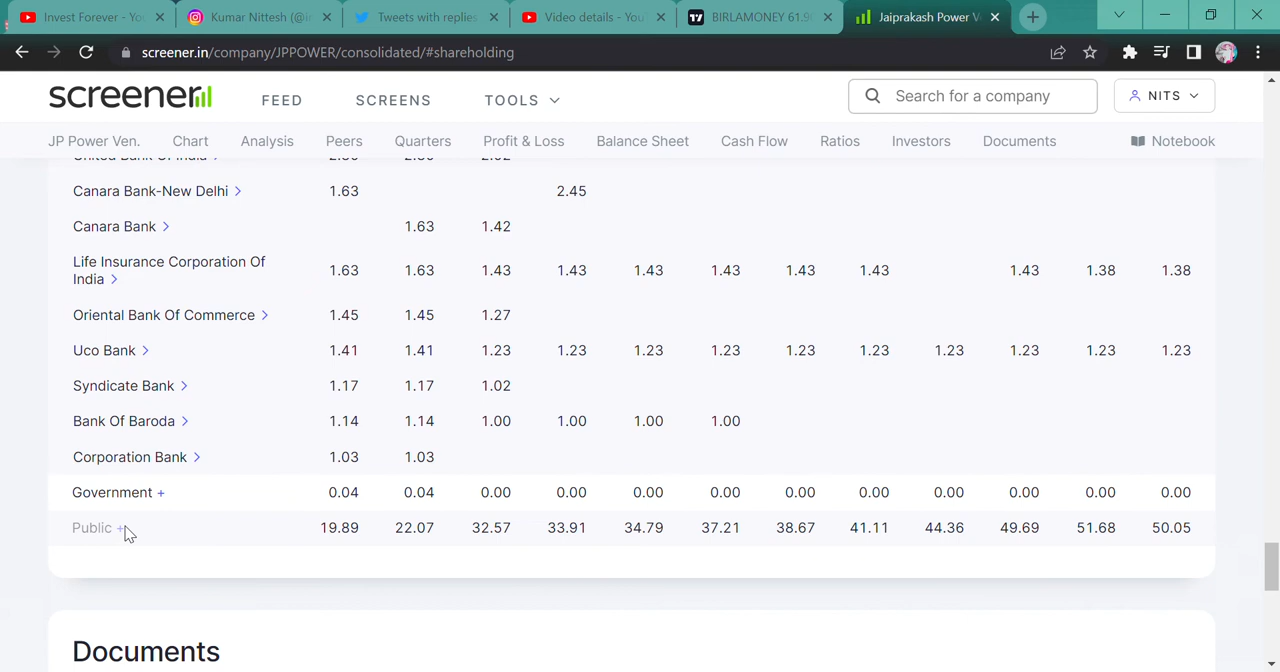 Invest Forever - Yo
Kumar Nittesh (@i
Tweets with replies
Video details - You
BIRLAMONEY 61.9
Jaiprakash Power V
screener.in/company/JPPOWER/consolidated/#shareholding
screener
FEED
SCREENS
TOOLS
Search for a company
NITS
JP Power Ven.
Chart
Analysis
Peers
Quarters
Profit & Loss
Balance Sheet
Cash Flow
Ratios
Investors
Documents
Notebook
United Bank Of India
Canara Bank-New Delhi 1.63 2.45
Canara Bank 1.63 1.42
Life Insurance Corporation Of
India 1.63 1.63 1.43 1.43 1.43 1.43 1.43 1.43 1.43 1.38 1.38
Oriental Bank Of Commerce 1.45 1.45 1.27
Uco Bank 1.41 1.41 1.23 1.23 1.23 1.23 1.23 1.23 1.23 1.23 1.23 1.23
Syndicate Bank 1.17 1.17 1.02
Bank Of Baroda 1.14 1.14 1.00 1.00 1.00 1.00
Corporation Bank 1.03 1.03
Government + 0.04 0.04 0.00 0.00 0.00 0.00 0.00 0.00 0.00 0.00 0.00 0.00
Public + 19.89 22.07 32.57 33.91 34.79 37.21 38.67 41.11 44.36 49.69 51.68 50.05
Documents